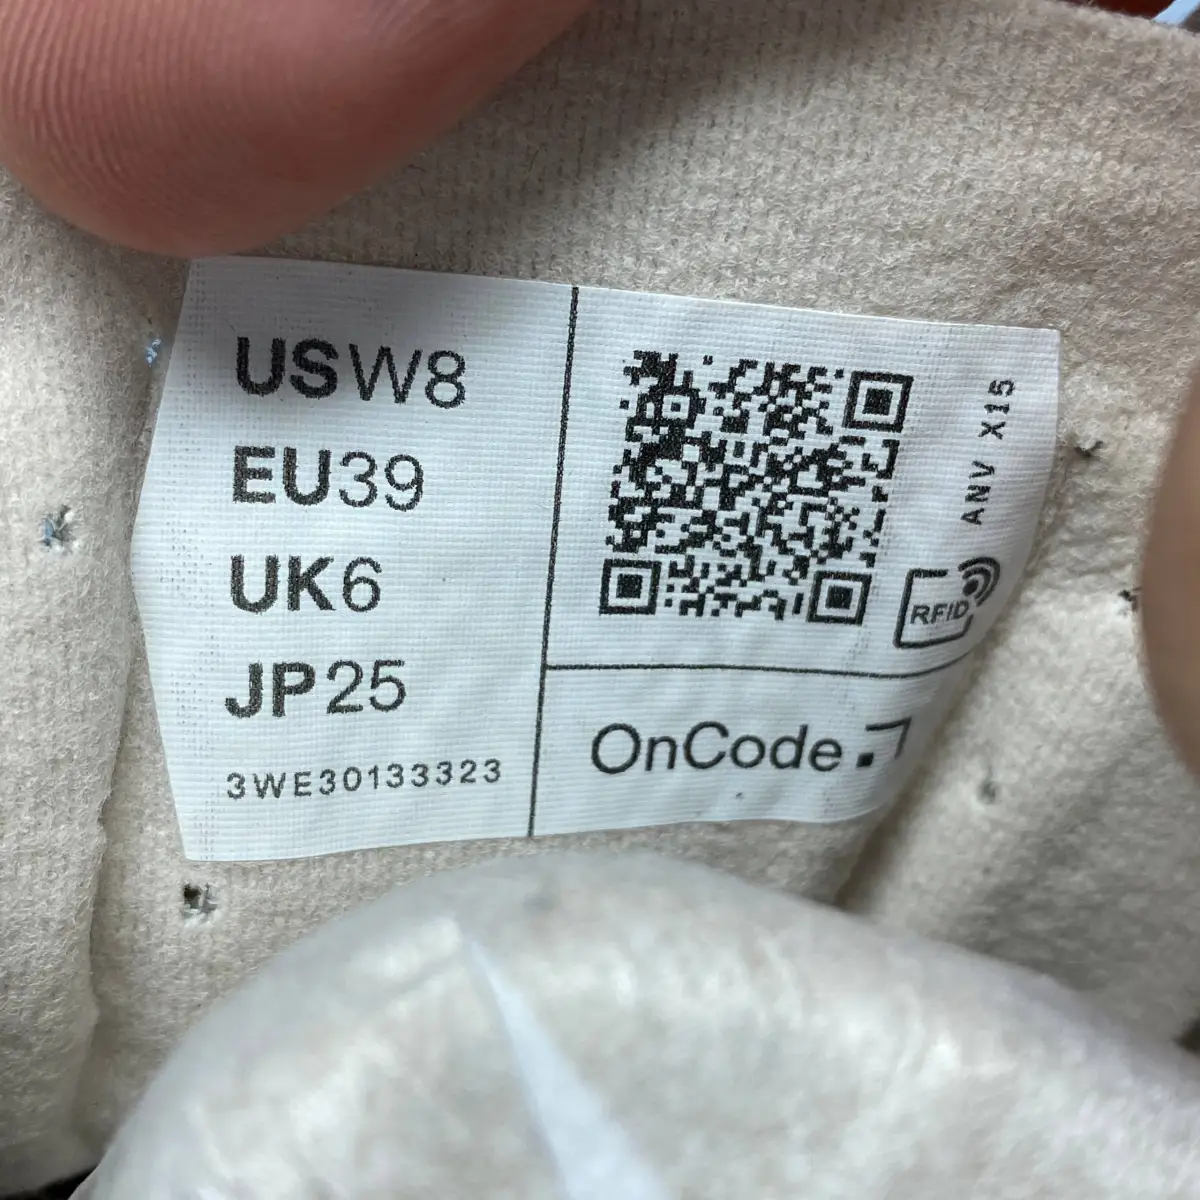 USW8
EU39
UK6
JP25
3WE30133323
ANV X15
RFID
OnCode